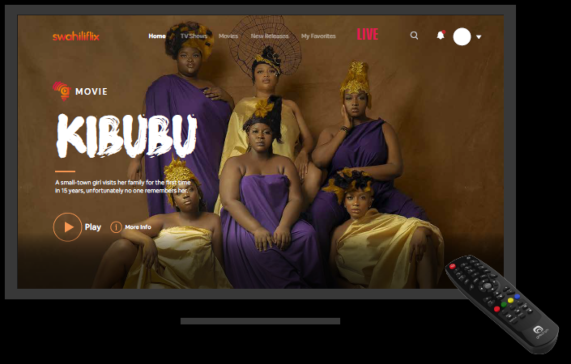 swahiliflix
Home TV Shows Movies New Releases My Favorites LIVE
MOVIE
KIBUBU
A small-town girl visits her family for the first time
in 15 years, unfortunately no one remembers her.
Play
More Info